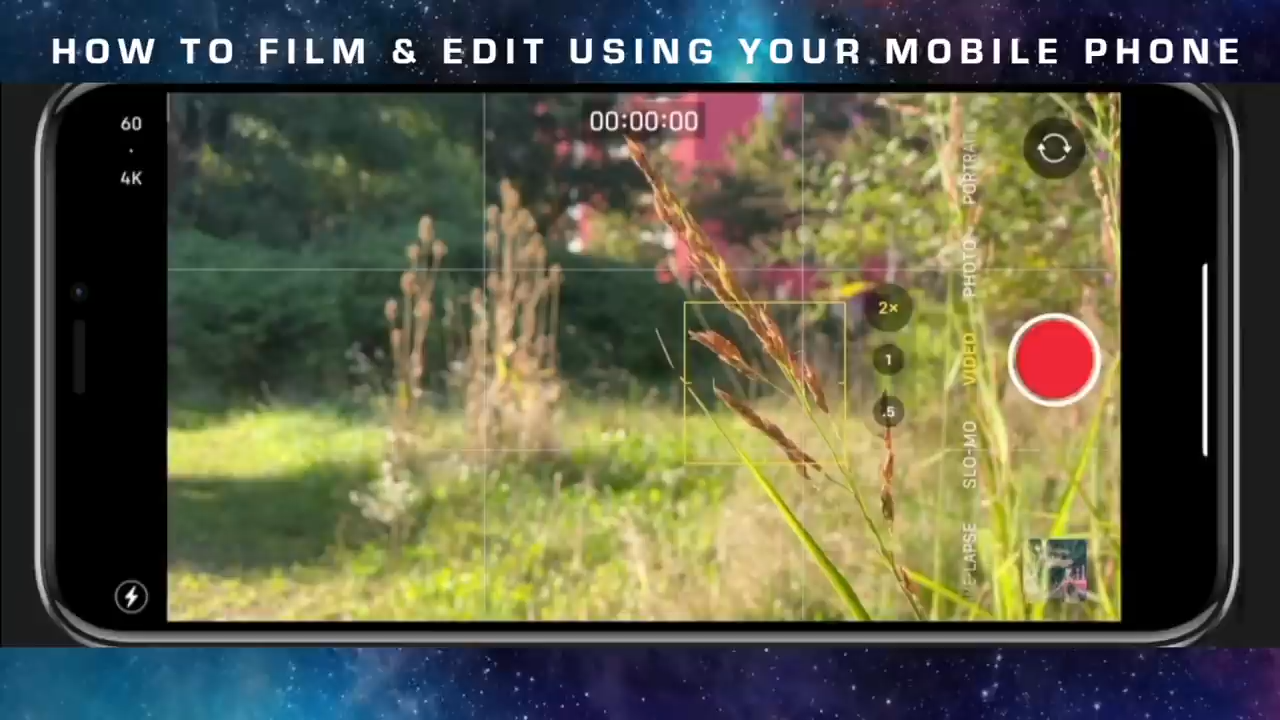 HOW TO FILM & EDIT USING YOUR MOBILE PHONE
60
4K
00:00:00
PORTRAIT
PHOTO
VIDEO
SLO-MO
LAPSE
2×
1
.5